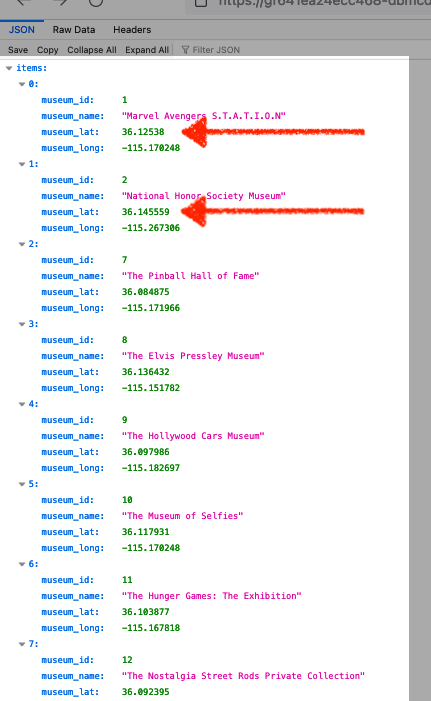 JSON Raw Data Headers
Save Copy Collapse All Expand All Filter JSON
items:
0:
museum_id: 1
museum_name: "Marvel Avengers S.T.A.T.I.O.N"
museum_lat: 36.12538
museum_long: -115.170248
1:
museum_id: 2
museum_name: "National Honor Society Museum"
museum_lat: 36.145559
museum_long: -115.267306
2:
museum_id: 7
museum_name: "The Pinball Hall of Fame"
museum_lat: 36.084875
museum_long: -115.171966
3:
museum_id: 8
museum_name: "The Elvis Pressley Museum"
museum_lat: 36.136432
museum_long: -115.151782
4:
museum_id: 9
museum_name: "The Hollywood Cars Museum"
museum_lat: 36.097986
museum_long: -115.182697
5:
museum_id: 10
museum_name: "The Museum of Selfies"
museum_lat: 36.117931
museum_long: -115.170248
6:
museum_id: 11
museum_name: "The Hunger Games: The Exhibition"
museum_lat: 36.103877
museum_long: -115.167818
7:
museum_id: 12
museum_name: "The Nostalgia Street Rods Private Collection"
museum_lat: 36.092395